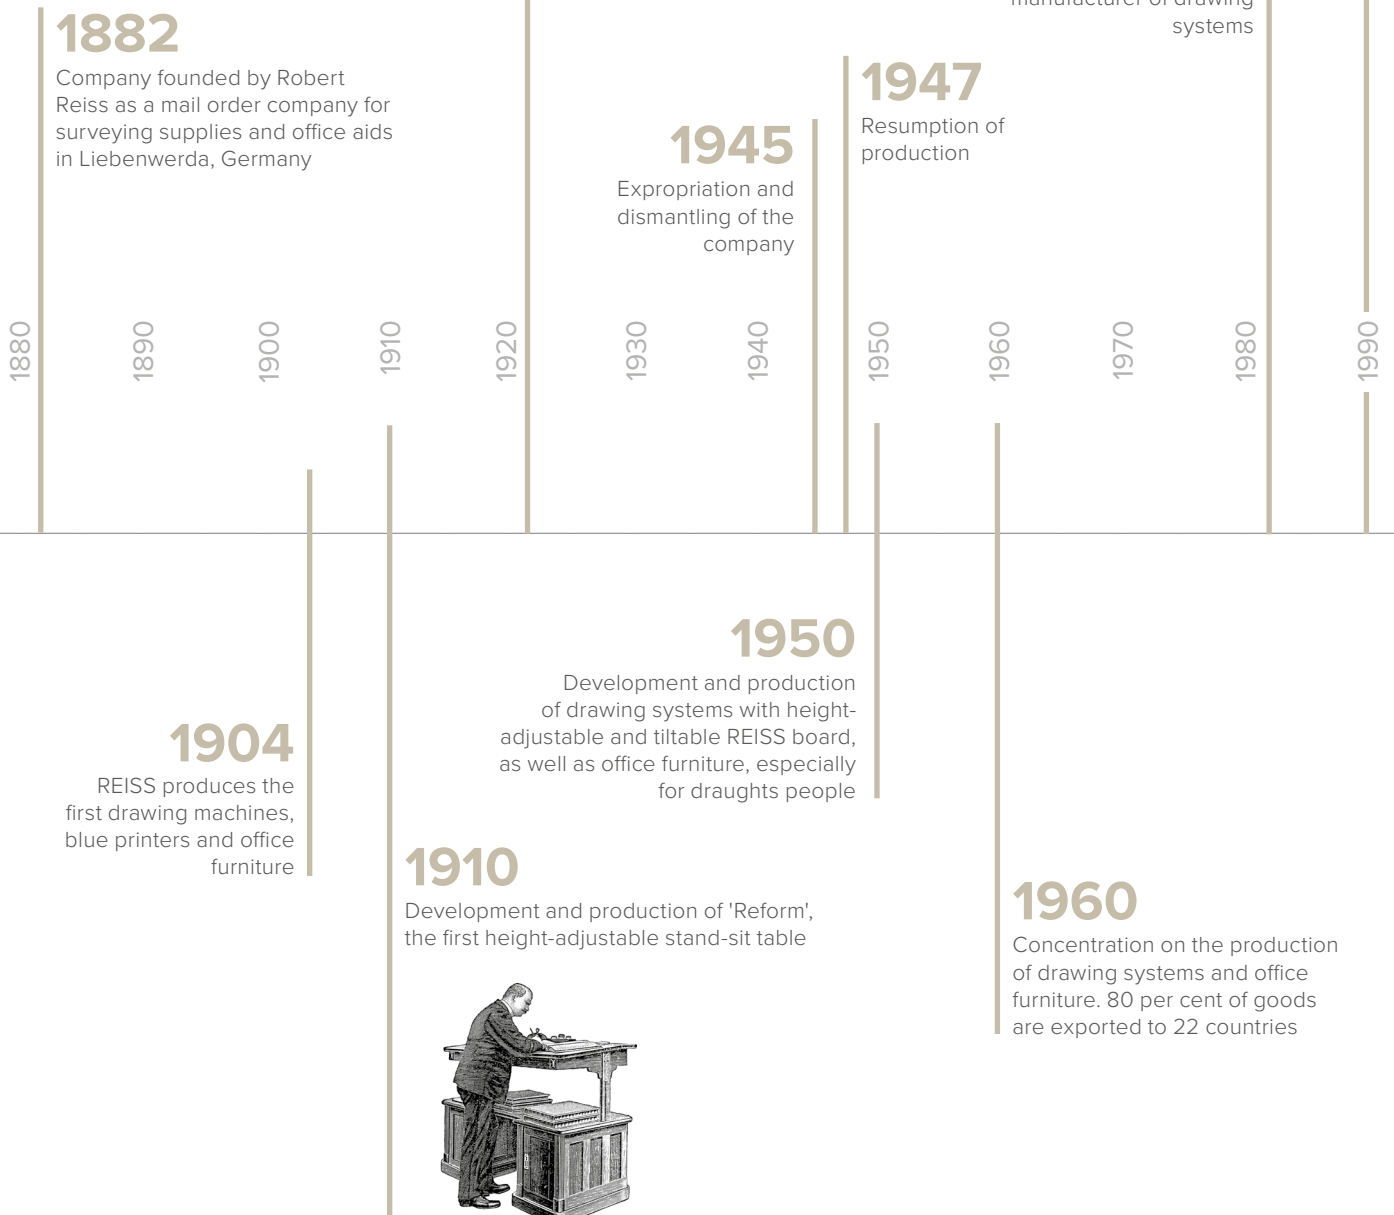 manufacturer of drawing
systems
1882
Company founded by Robert
Reiss as a mail order company for
surveying supplies and office aids
in Liebenwerda, Germany
1947
Resumption of
production
1945
Expropriation and
dismantling of the
company
1880
1890
1900
1910
1920
1930
1940
1950
1960
1970
1980
1990
1950
Development and production
of drawing systems with height-
adjustable and tiltable REISS board,
as well as office furniture, especially
for draughts people
1904
REISS produces the
first drawing machines,
blue printers and office
furniture
1910
Development and production of 'Reform',
the first height-adjustable stand-sit table
1960
Concentration on the production
of drawing systems and office
furniture. 80 per cent of goods
are exported to 22 countries